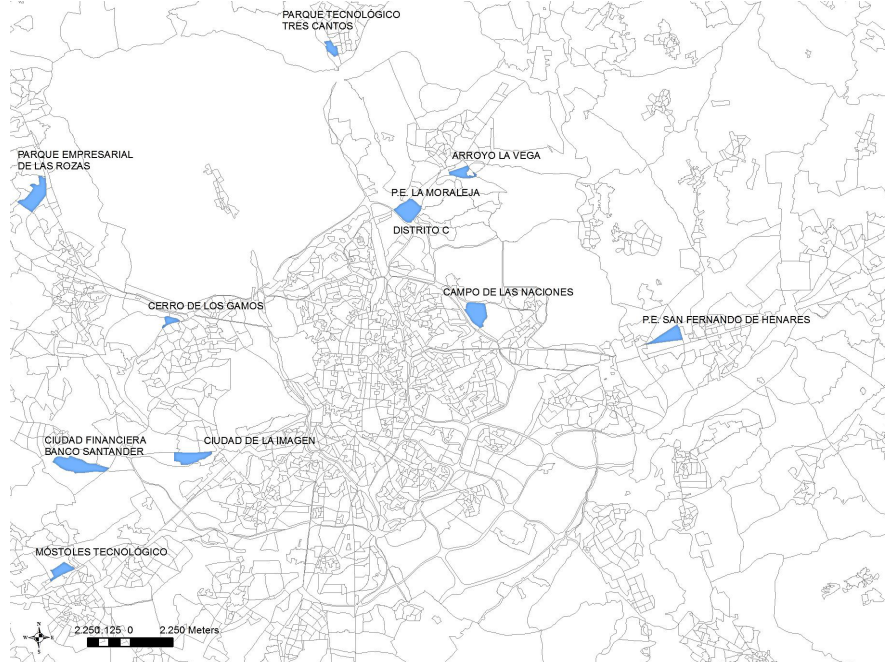 PARQUE TECNOLÓGICO
TRES CANTOS
PARQUE EMPRESARIAL
DE LAS ROZAS
ARROYO LA VEGA
P.E. LA MORALEJA
DISTRITO C
CERRO DE LOS GAMOS
CAMPO DE LAS NACIONES
P.E. SAN FERNANDO DE HENARES
CIUDAD FINANCIERA
BANCO SANTANDER
CIUDAD DE LA IMAGEN
MÓSTOLES TECNOLÓGICO
N
W E
S
2.250 1.125 0 2.250 Meters